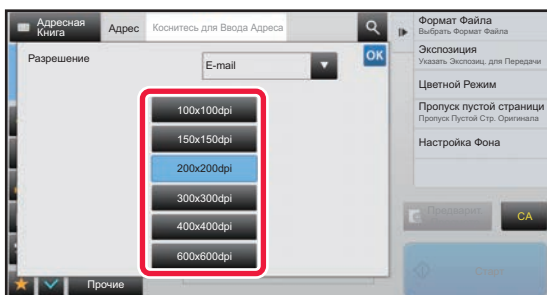 Адресная
Книга
Адрес
Коснитесь для Ввода Адреса
Разрешение
E-mail
OK
100x100dpi
150x150dpi
200x200dpi
300x300dpi
400x400dpi
600x600dpi
Прочие
Формат Файла
Выбрать Формат Файла
Экспозиция
Указать Экспозиц. для Передачи
Цветной Режим
Пропуск пустой страници
Пропуск Пустой Стр. Оригинала
Настройка Фона
CA